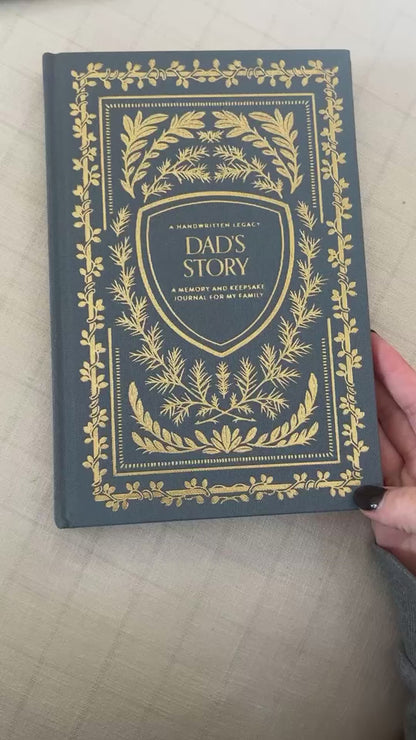 A HANDWRITTEN LEGACY
DAD'S
STORY
A MEMORY AND KEEPSAKE
JOURNAL FOR MY FAMILY